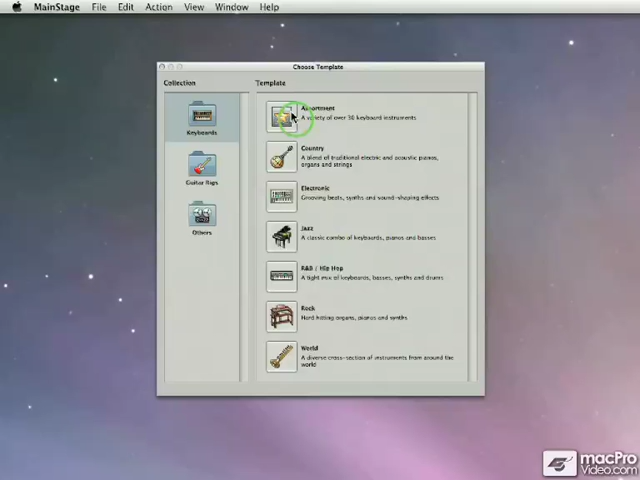 MainStage File Edit Action View Window Help
Choose Template
Collection
Template
Keyboards
Guitar Rigs
Others
Assortment
A variety of over 30 keyboard instruments
Country
A blend of traditional electric and acoustic pianos,
organs and strings
Electronic
Grooving beats, synths and sound-shaping effects
Jazz
A classic combo of keyboards, pianos and basses
R&B / Hip Hop
A tight mix of keyboards, basses, synths and drums
Rock
Hard hitting organs, pianos and synths
World
A diverse cross-section of instruments from around the
world
macPro
Video.com